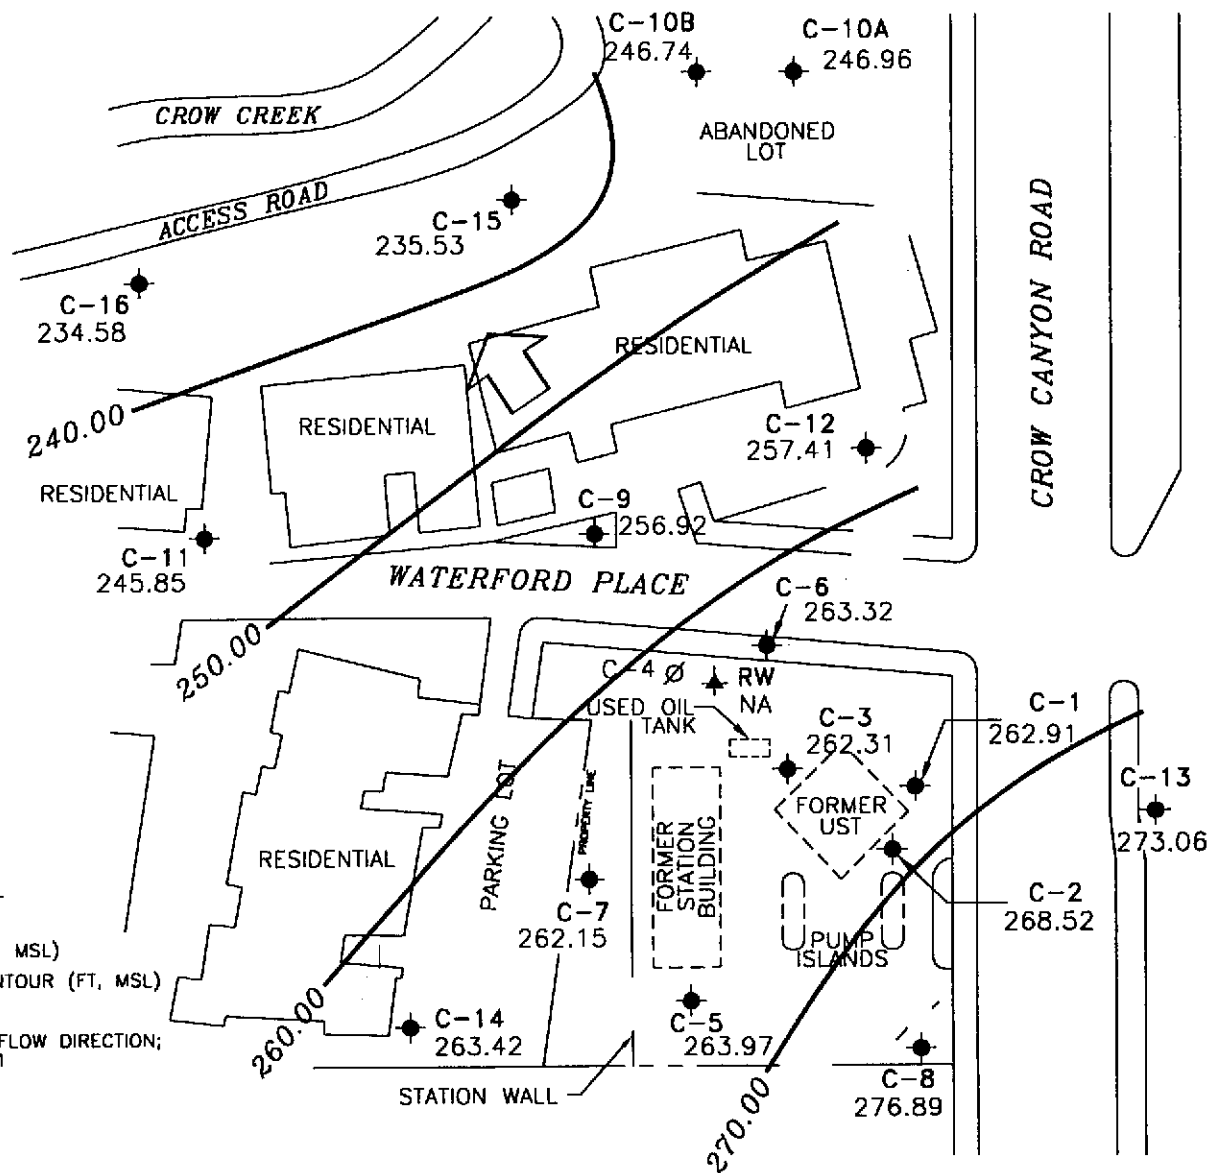 C-10B
246.74
C-10A
246.96
CROW CREEK
ABANDONED
LOT
ACCESS ROAD
C-15
235.53
CROW CANYON ROAD
C-16
234.58
RESIDENTIAL
240.00
RESIDENTIAL
C-12
257.41
RESIDENTIAL
C-9
256.92
C-11
245.85
WATERFORD PLACE
C-6
263.32
250.00
C-4
RW
NA
USED OIL
TANK
C-3
262.31
C-1
262.91
C-13
273.06
PARKING LOT
PROPERTY LINE
FORMER
UST
RESIDENTIAL
FORMER
STATION
BUILDING
C-7
262.15
C-2
268.52
PUMP
ISLANDS
MSL)
NTOUR (FT, MSL)
260.00
C-14
263.42
C-5
263.97
FLOW DIRECTION;
C-8
276.89
STATION WALL
270.00